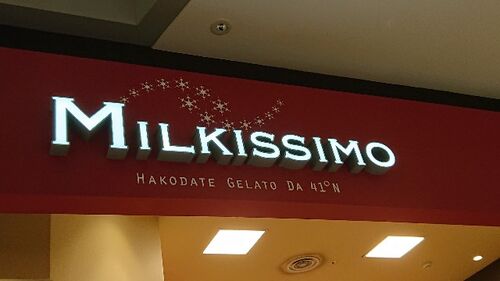 MILKISSIMO
HAKODATE GELATO DA 41°N